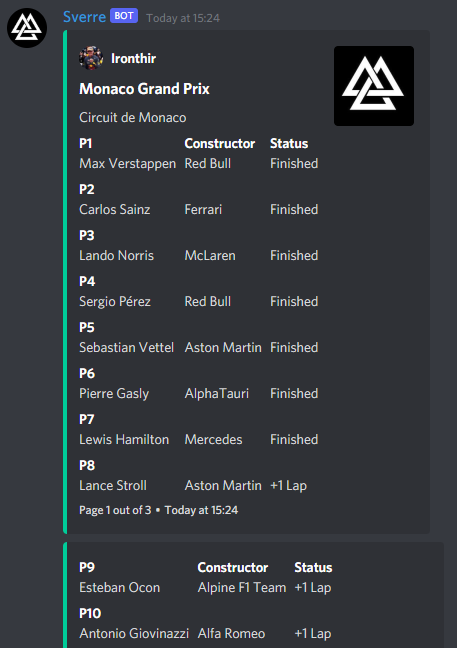 Sverre BOT Today at 15:24
Ironthir
Monaco Grand Prix
Circuit de Monaco
P1 Constructor Status
Max Verstappen Red Bull Finished
P2
Carlos Sainz Ferrari Finished
P3
Lando Norris McLaren Finished
P4
Sergio Pérez Red Bull Finished
P5
Sebastian Vettel Aston Martin Finished
P6
Pierre Gasly AlphaTauri Finished
P7
Lewis Hamilton Mercedes Finished
P8
Lance Stroll Aston Martin +1 Lap
Page 1 out of 3 • Today at 15:24
P9 Constructor Status
Esteban Ocon Alpine F1 Team +1 Lap
P10
Antonio Giovinazzi Alfa Romeo +1 Lap